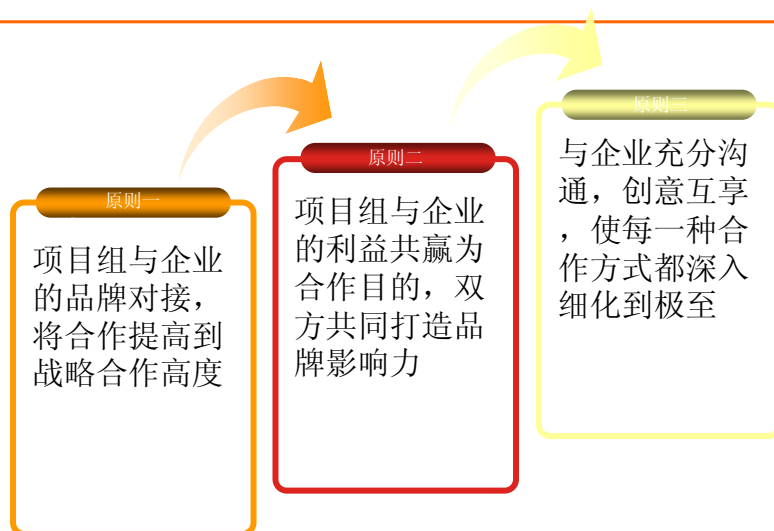 原则一
项目组与企业
的品牌对接，
将合作提高到
战略合作高度
原则二
项目组与企业
的利益共赢为
合作目的，双
方共同打造品
牌影响力
原则三
与企业充分沟
通，创意互享
，使每一种合
作方式都深入
细化到极至